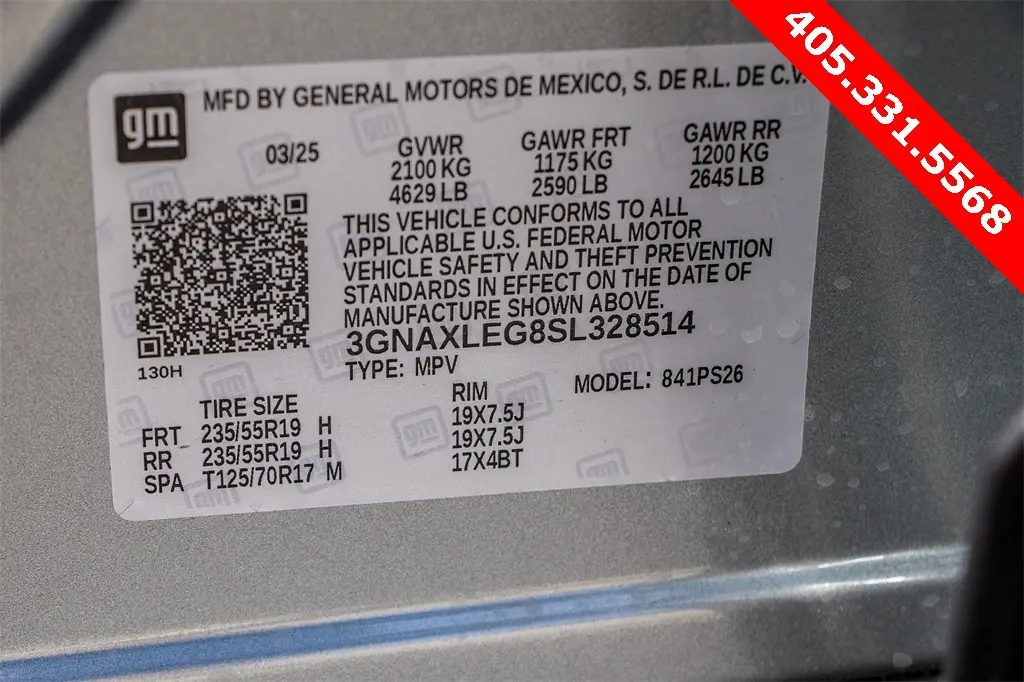 405.331.5568
gm
MFD BY GENERAL MOTORS DE MEXICO, S. DE R.L. DE C.V.
03/25 GVWR GAWR FRT GAWR RR
2100 KG 1175 KG 1200 KG
4629 LB 2590 LB 2645 LB
THIS VEHICLE CONFORMS TO ALL
APPLICABLE U.S. FEDERAL MOTOR
VEHICLE SAFETY AND THEFT PREVENTION
STANDARDS IN EFFECT ON THE DATE OF
MANUFACTURE SHOWN ABOVE.
3GNAXLEG8SL328514
130H
TYPE: MPV
MODEL: 841PS26
TIRE SIZE RIM
FRT 235/55R19 H 19X7.5J
RR 235/55R19 H 19X7.5J
SPA T125/70R17 M 17X4BT